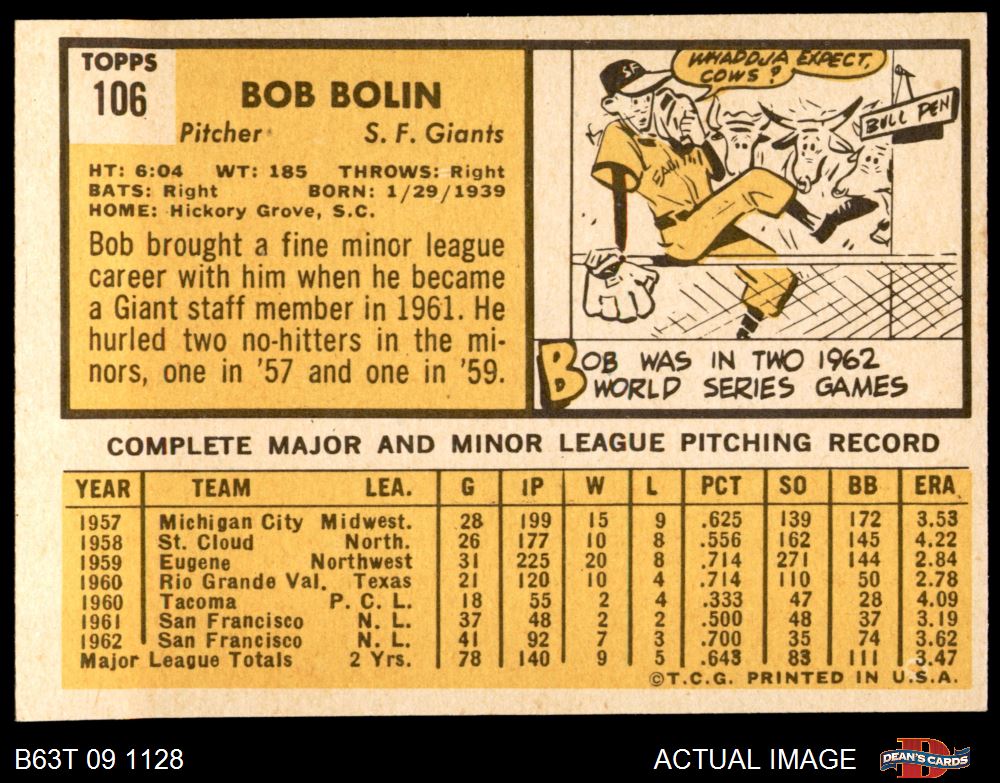 TOPPS
106
BOB BOLIN
Pitcher S. F. Giants
HT: 6:04 WT: 185 THROWS: Right
BATS: Right BORN: 1/29/1939
HOME: Hickory Grove, S.C.
Bob brought a fine minor league
career with him when he became
a Giant staff member in 1961. He
hurled two no-hitters in the mi-
nors, one in '57 and one in '59.
WHADDJA EXPECT,
COWS?
SF
BULL PEN
BOB WAS IN TWO 1962
WORLD SERIES GAMES
COMPLETE MAJOR AND MINOR LEAGUE PITCHING RECORD
YEAR TEAM LEA. G IP W L PCT SO BB ERA
1957 Michigan City Midwest. 28 199 15 9 .625 139 172 3.53
1958 St. Cloud North. 26 177 10 8 .556 162 145 4.22
1959 Eugene Northwest 31 225 20 8 .714 271 144 2.84
1960 Rio Grande Val. Texas 21 120 10 4 .714 110 50 2.78
1960 Tacoma P. C. L. 18 55 2 4 .333 47 28 4.09
1961 San Francisco N. L. 37 48 2 2 .500 48 37 3.19
1962 San Francisco N. L. 41 92 7 3 .700 35 74 3.62
Major League Totals 2 Yrs. 78 140 9 5 .643 83 111 3.47
©T.C.G. PRINTED IN U.S.A.
B63T 09 1128 ACTUAL IMAGE
DEAN'S CARDS